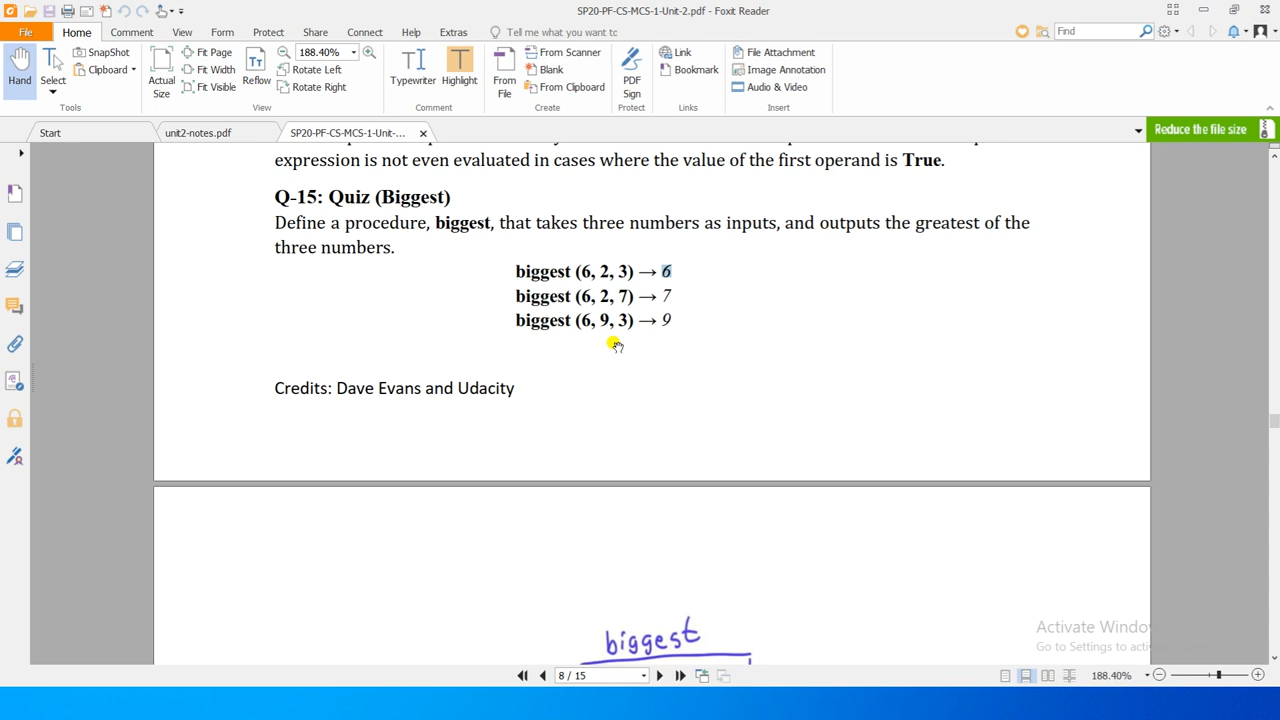 SP20-PF-CS-MCS-1-Unit-2.pdf - Foxit Reader
File Home Comment View Form Protect Share Connect Help Extras Tell me what you want to Find
Hand
Select
SnapShot
Clipboard
Tools
Actual Size
Fit Page
Fit Width
Fit Visible
Reflow
188.40%
Rotate Left
Rotate Right
View
Typewriter
Highlight
Comment
From File
From Scanner
Blank
From Clipboard
Create
PDF Sign
Protect
Link
Bookmark
Links
File Attachment
Image Annotation
Audio & Video
Insert
Start unit2-notes.pdf SP20-PF-CS-MCS-1-Unit-... Reduce the file size
expression is not even evaluated in cases where the value of the first operand is True.
Q-15: Quiz (Biggest)
Define a procedure, biggest, that takes three numbers as inputs, and outputs the greatest of the
three numbers.
biggest (6, 2, 3) → 6
biggest (6, 2, 7) → 7
biggest (6, 9, 3) → 9
Credits: Dave Evans and Udacity
biggest
Activate Windo
Go to Settings to acti
8 / 15
188.40%